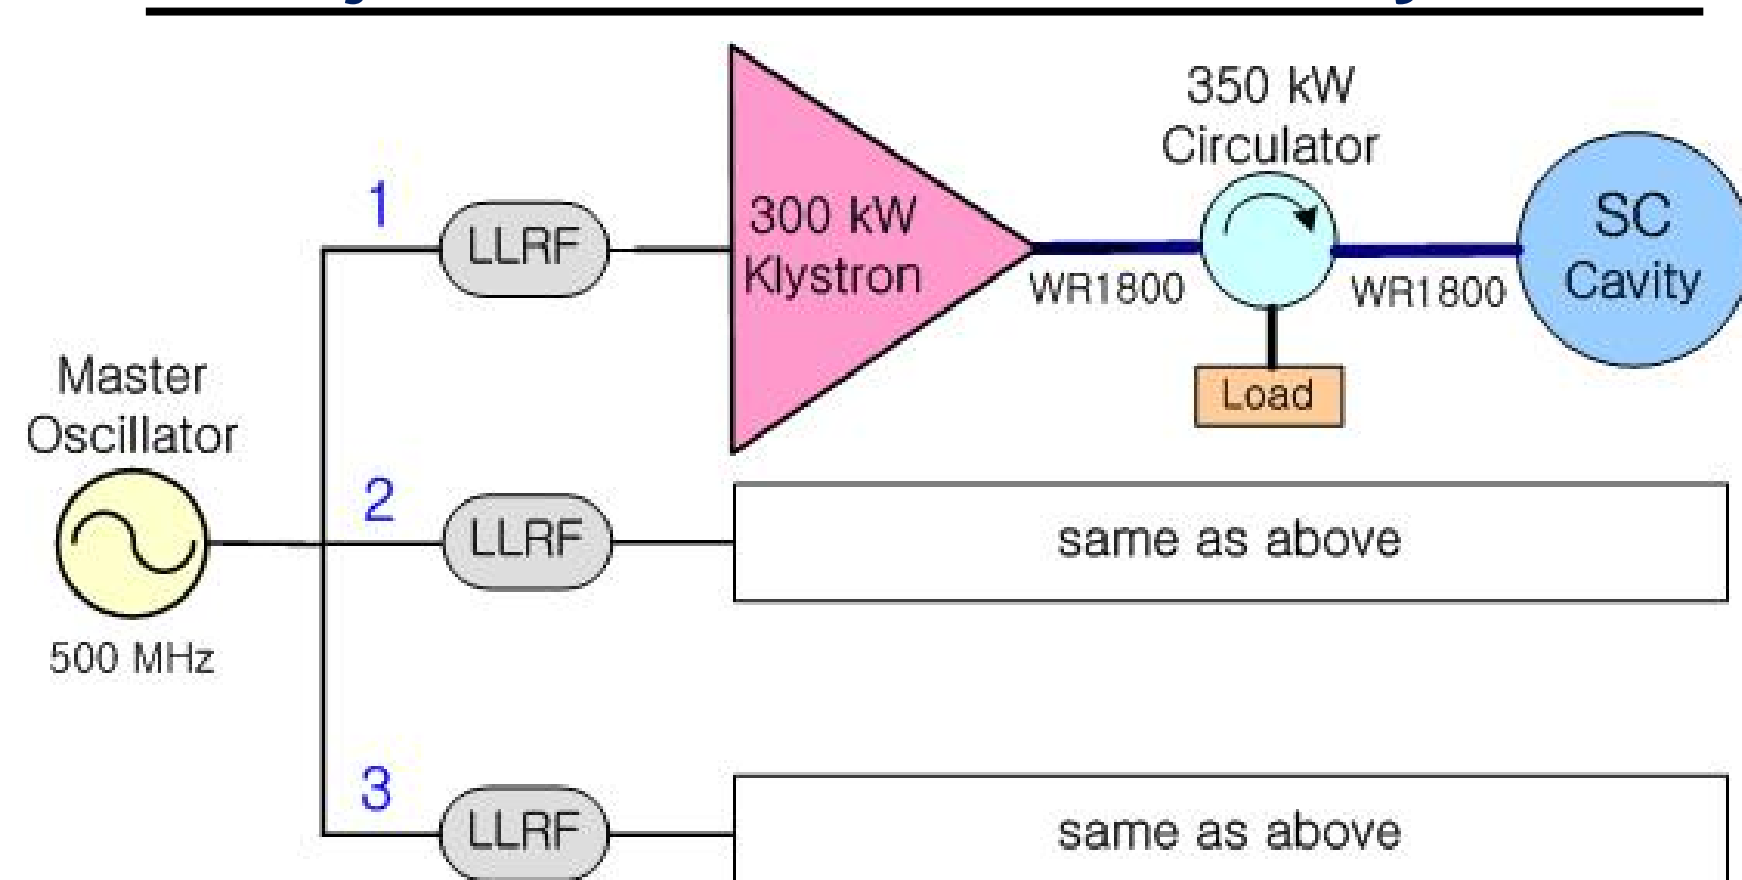 350 kW
Circulator
1
LLRF
300 kW
Klystron
WR1800
WR1800
SC
Cavity
Load
Master
Oscillator
500 MHz
2
LLRF
same as above
3
LLRF
same as above